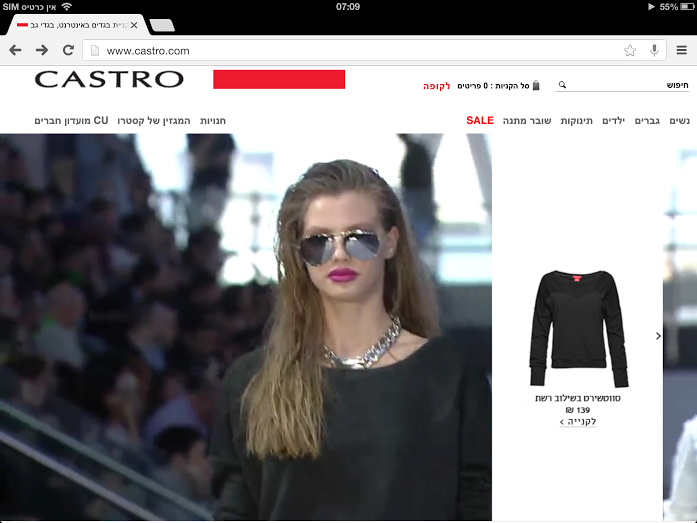 אין כרטיס SIM
07:09
55%
קניית בגדים באינטרנט, בגדי גב
www.castro.com
CASTRO
סל הקניות : 0 פריטים
לקופה
חיפוש
נשים גברים ילדים תינוקות שובר מתנה SALE
חנויות המגזין של קסטרו CU מועדון חברים
סווטשירט בשילוב רשת
139 ₪
לקנייה >